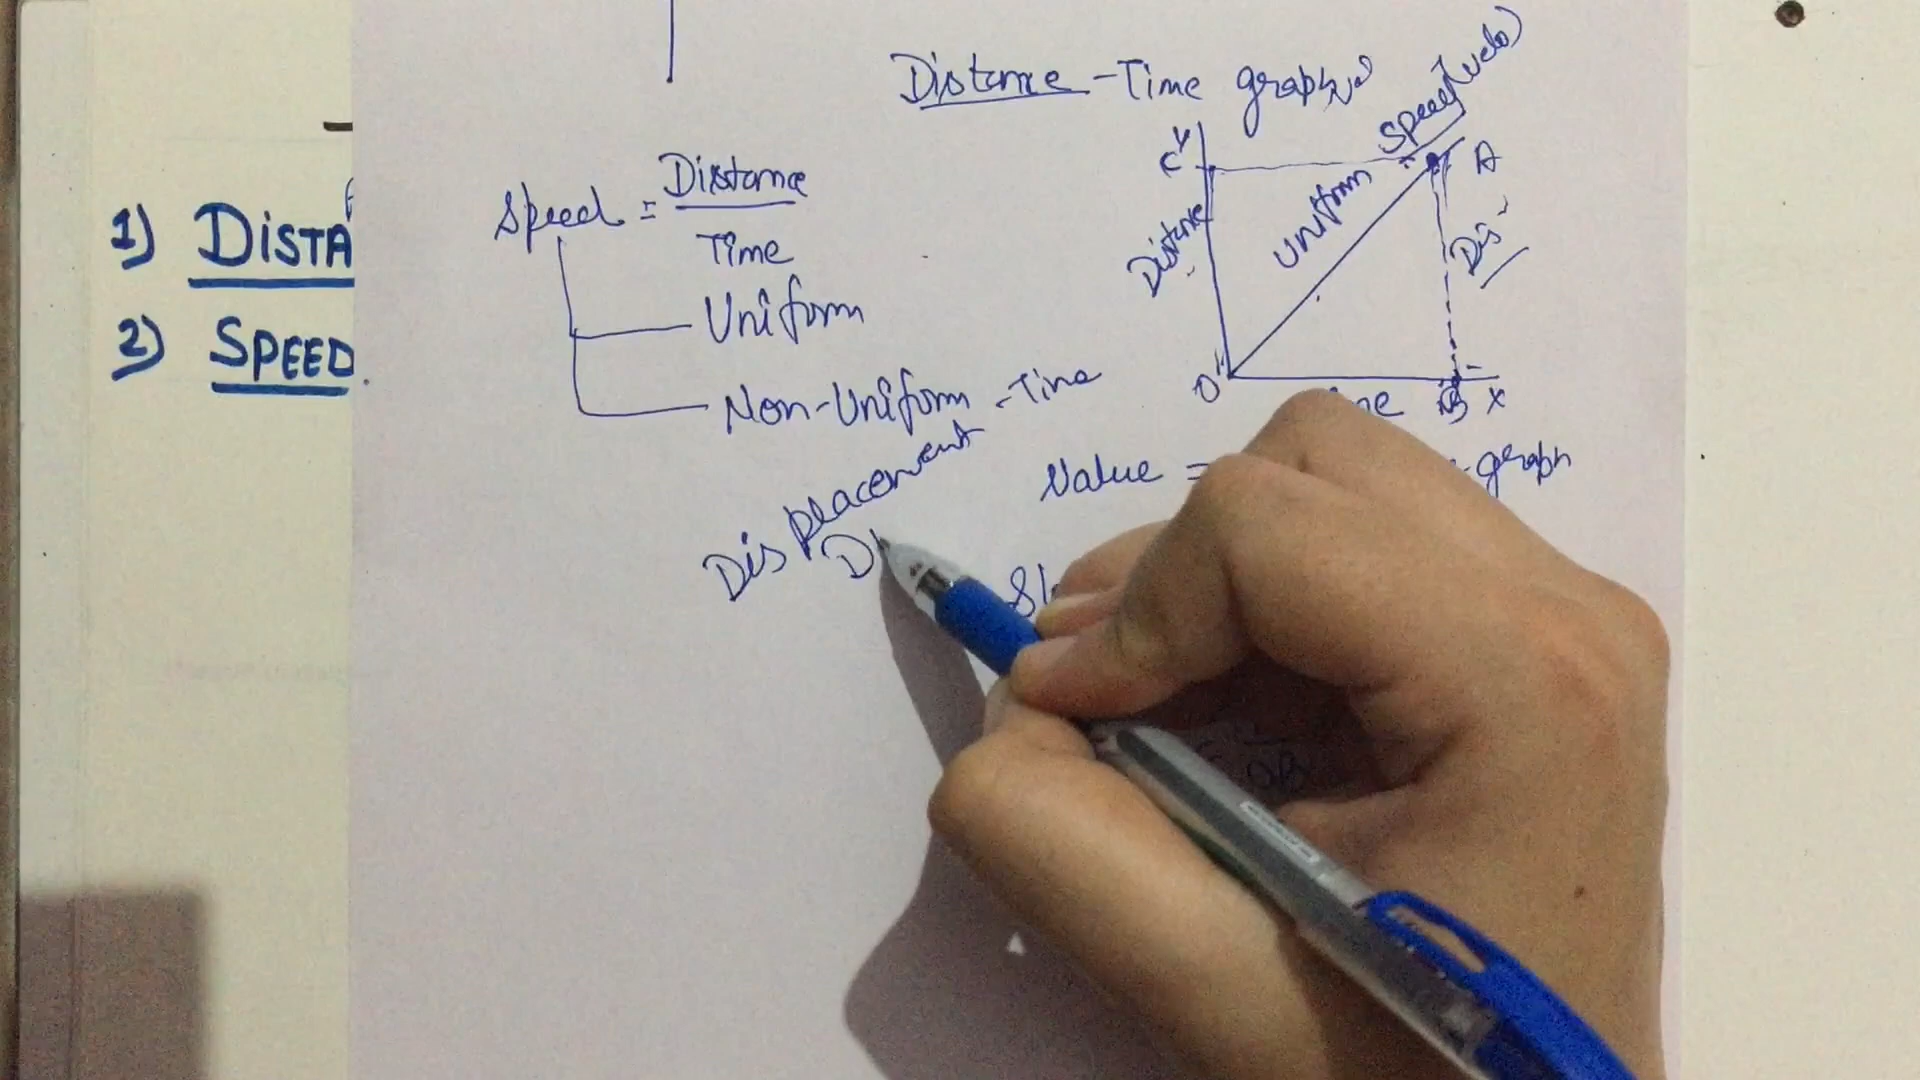 1) DISTA
2) SPEED
Distance - Time graph
Speed = Distance
Time
Uniform
Non-Uniform
Displacement - Time
D
Speed
Y
C
A
Distance
Uniform
Dis
O
B
X
Value =
graph
OB